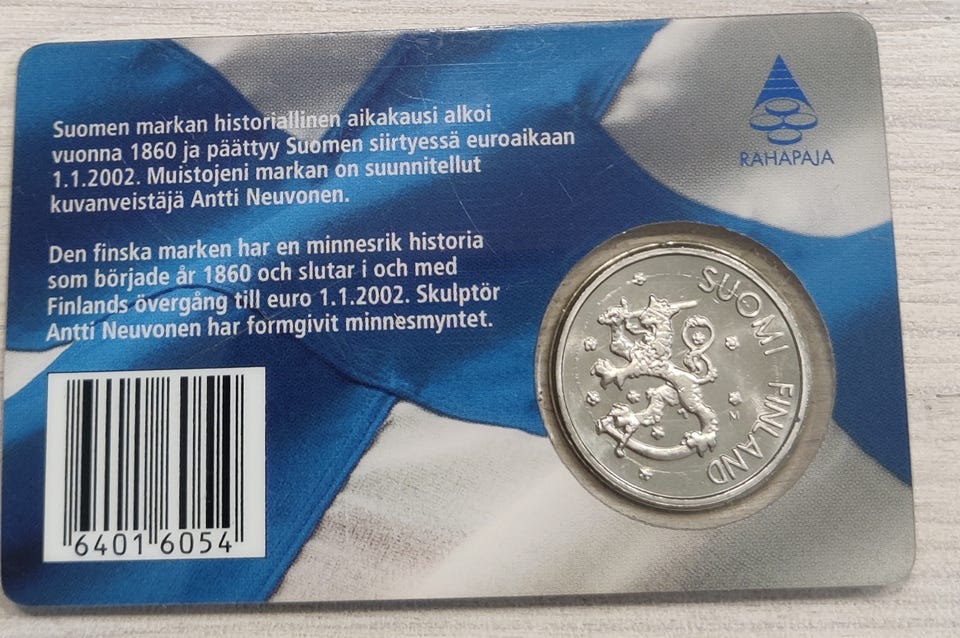 Suomen markan historiallinen aikakausi alkoi
vuonna 1860 ja päättyy Suomen siirtyessä euroaikaan
1.1.2002. Muistojeni markan on suunnitellut
kuvanveistäjä Antti Neuvonen.
Den finska marken har en minnesrik historia
som började år 1860 och slutar i och med
Finlands övergång till euro 1.1.2002. Skulptör
Antti Neuvonen har formgivit minnesmyntet.
RAHAPAJA
SUOMI FINLAND
M
6401 6054